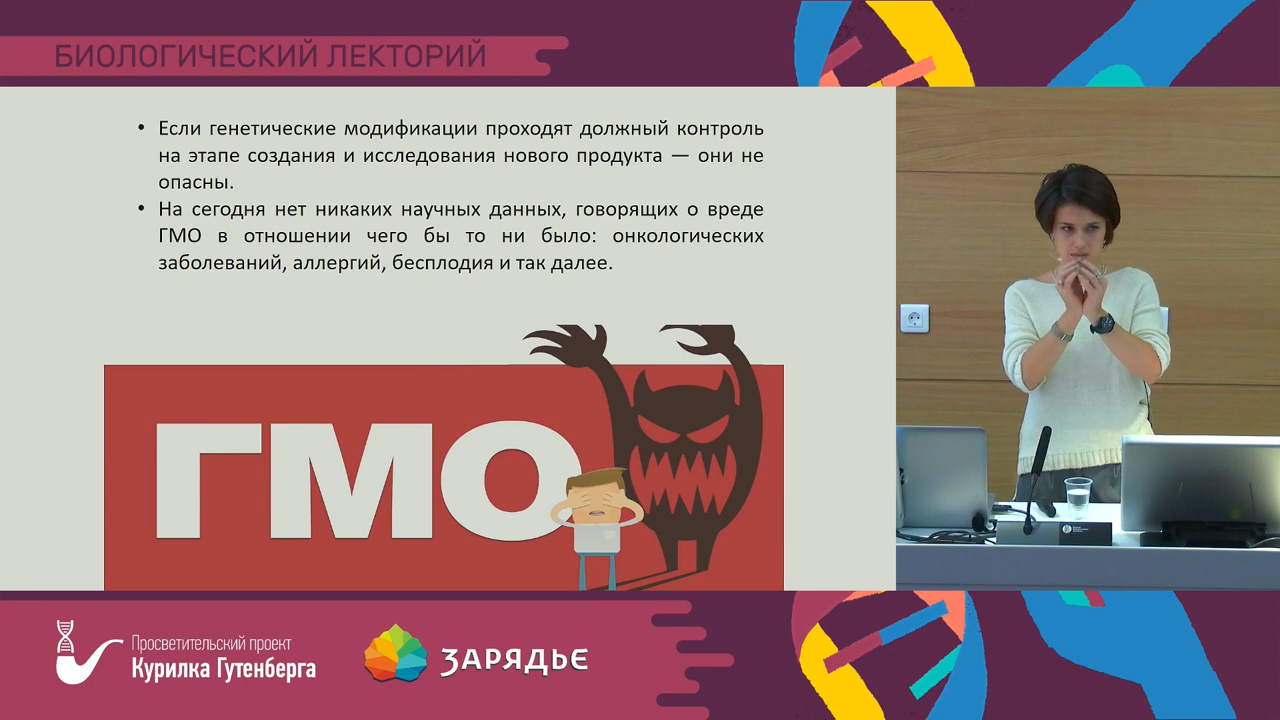 БИОЛОГИЧЕСКИЙ ЛЕКТОРИЙ
• Если генетические модификации проходят должный контроль
на этапе создания и исследования нового продукта — они не
опасны.
• На сегодня нет никаких научных данных, говорящих о вреде
ГМО в отношении чего бы то ни было: онкологических
заболеваний, аллергий, бесплодия и так далее.
ГМО
Просветительский проект
Курилка Гутенберга
ЗАРЯДЬЕ